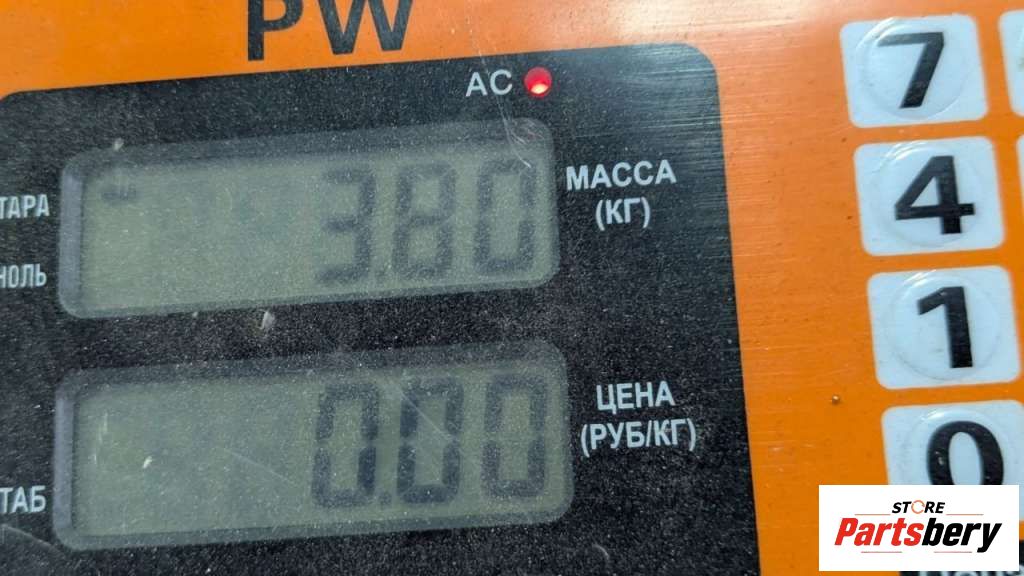 PW
AC
7
ТАРА
3.80
МАССА
(КГ)
4
НОЛЬ
1
0.00
ЦЕНА
(РУБ/КГ)
0
ТАБ
STORE
Partsbery